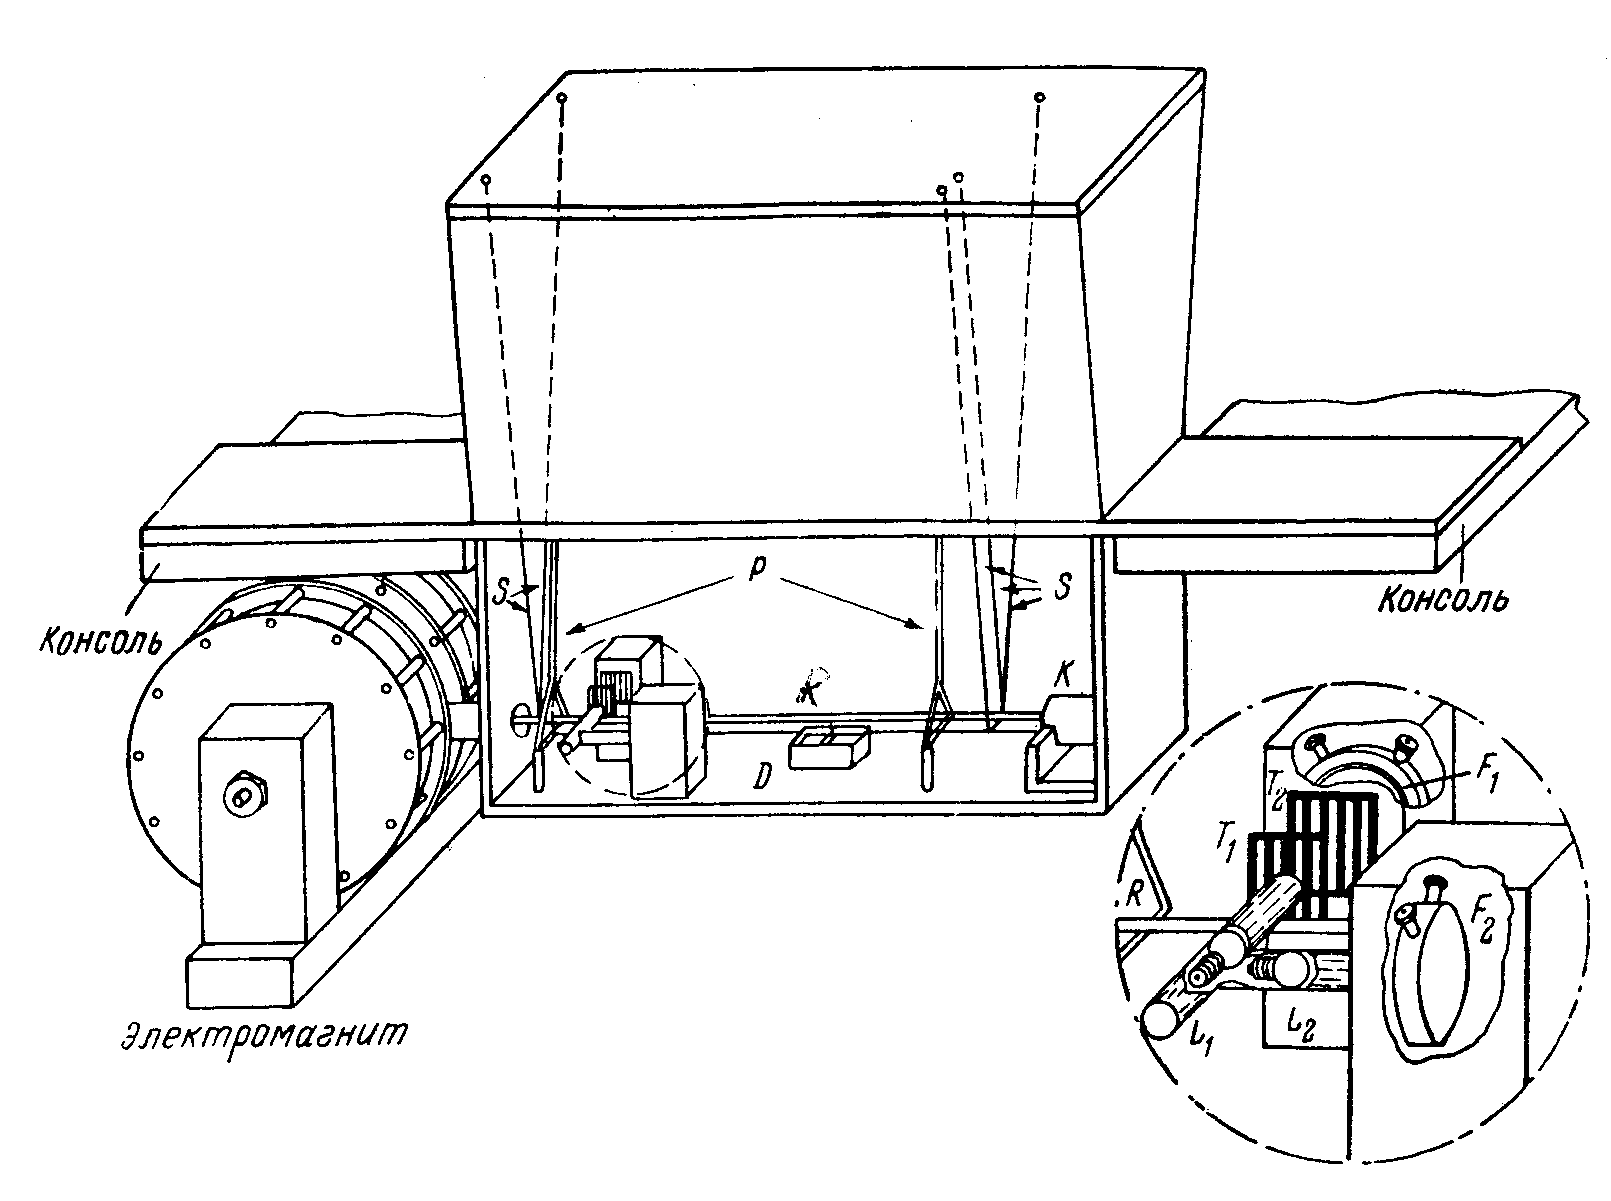 P
S
S
Консоль
Консоль
K
K
D
Электромагнит
F₁
T₂
T₁
R
F₂
L₁
L₂